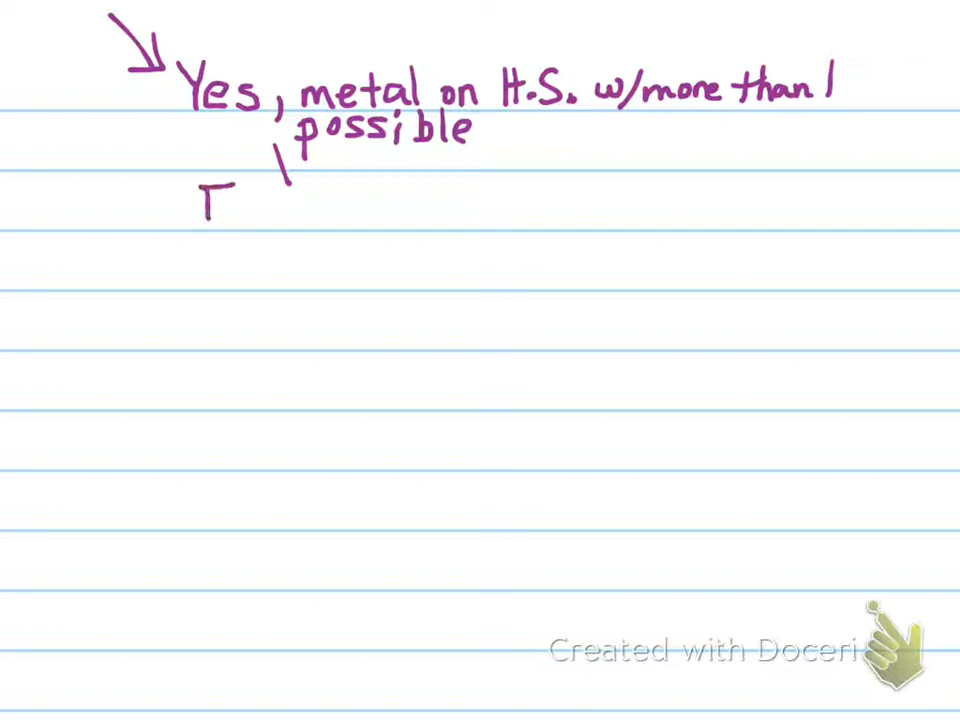 Yes, metal on H.S. w/more than 1
possible
Created with Doceri